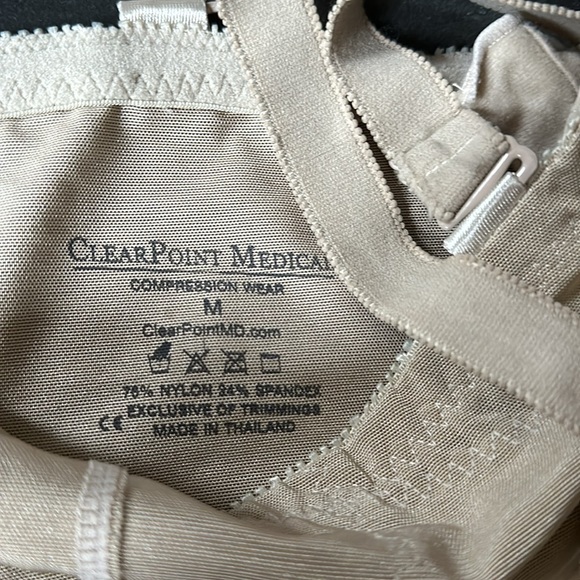 CLEARPOINT MEDICAL
COMPRESSION WEAR
M
ClearPointMD.com
76% NYLON 24% SPANDEX
EXCLUSIVE OF TRIMMINGS
CE MADE IN THAILAND